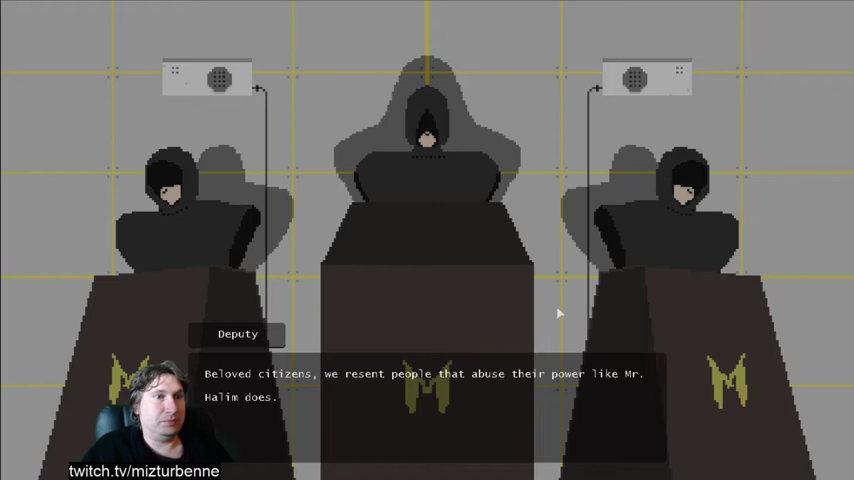 Deputy
Beloved citizens, we resent people that abuse their power like Mr.
Halim does.
M
M
M
twitch.tv/mizturbenne